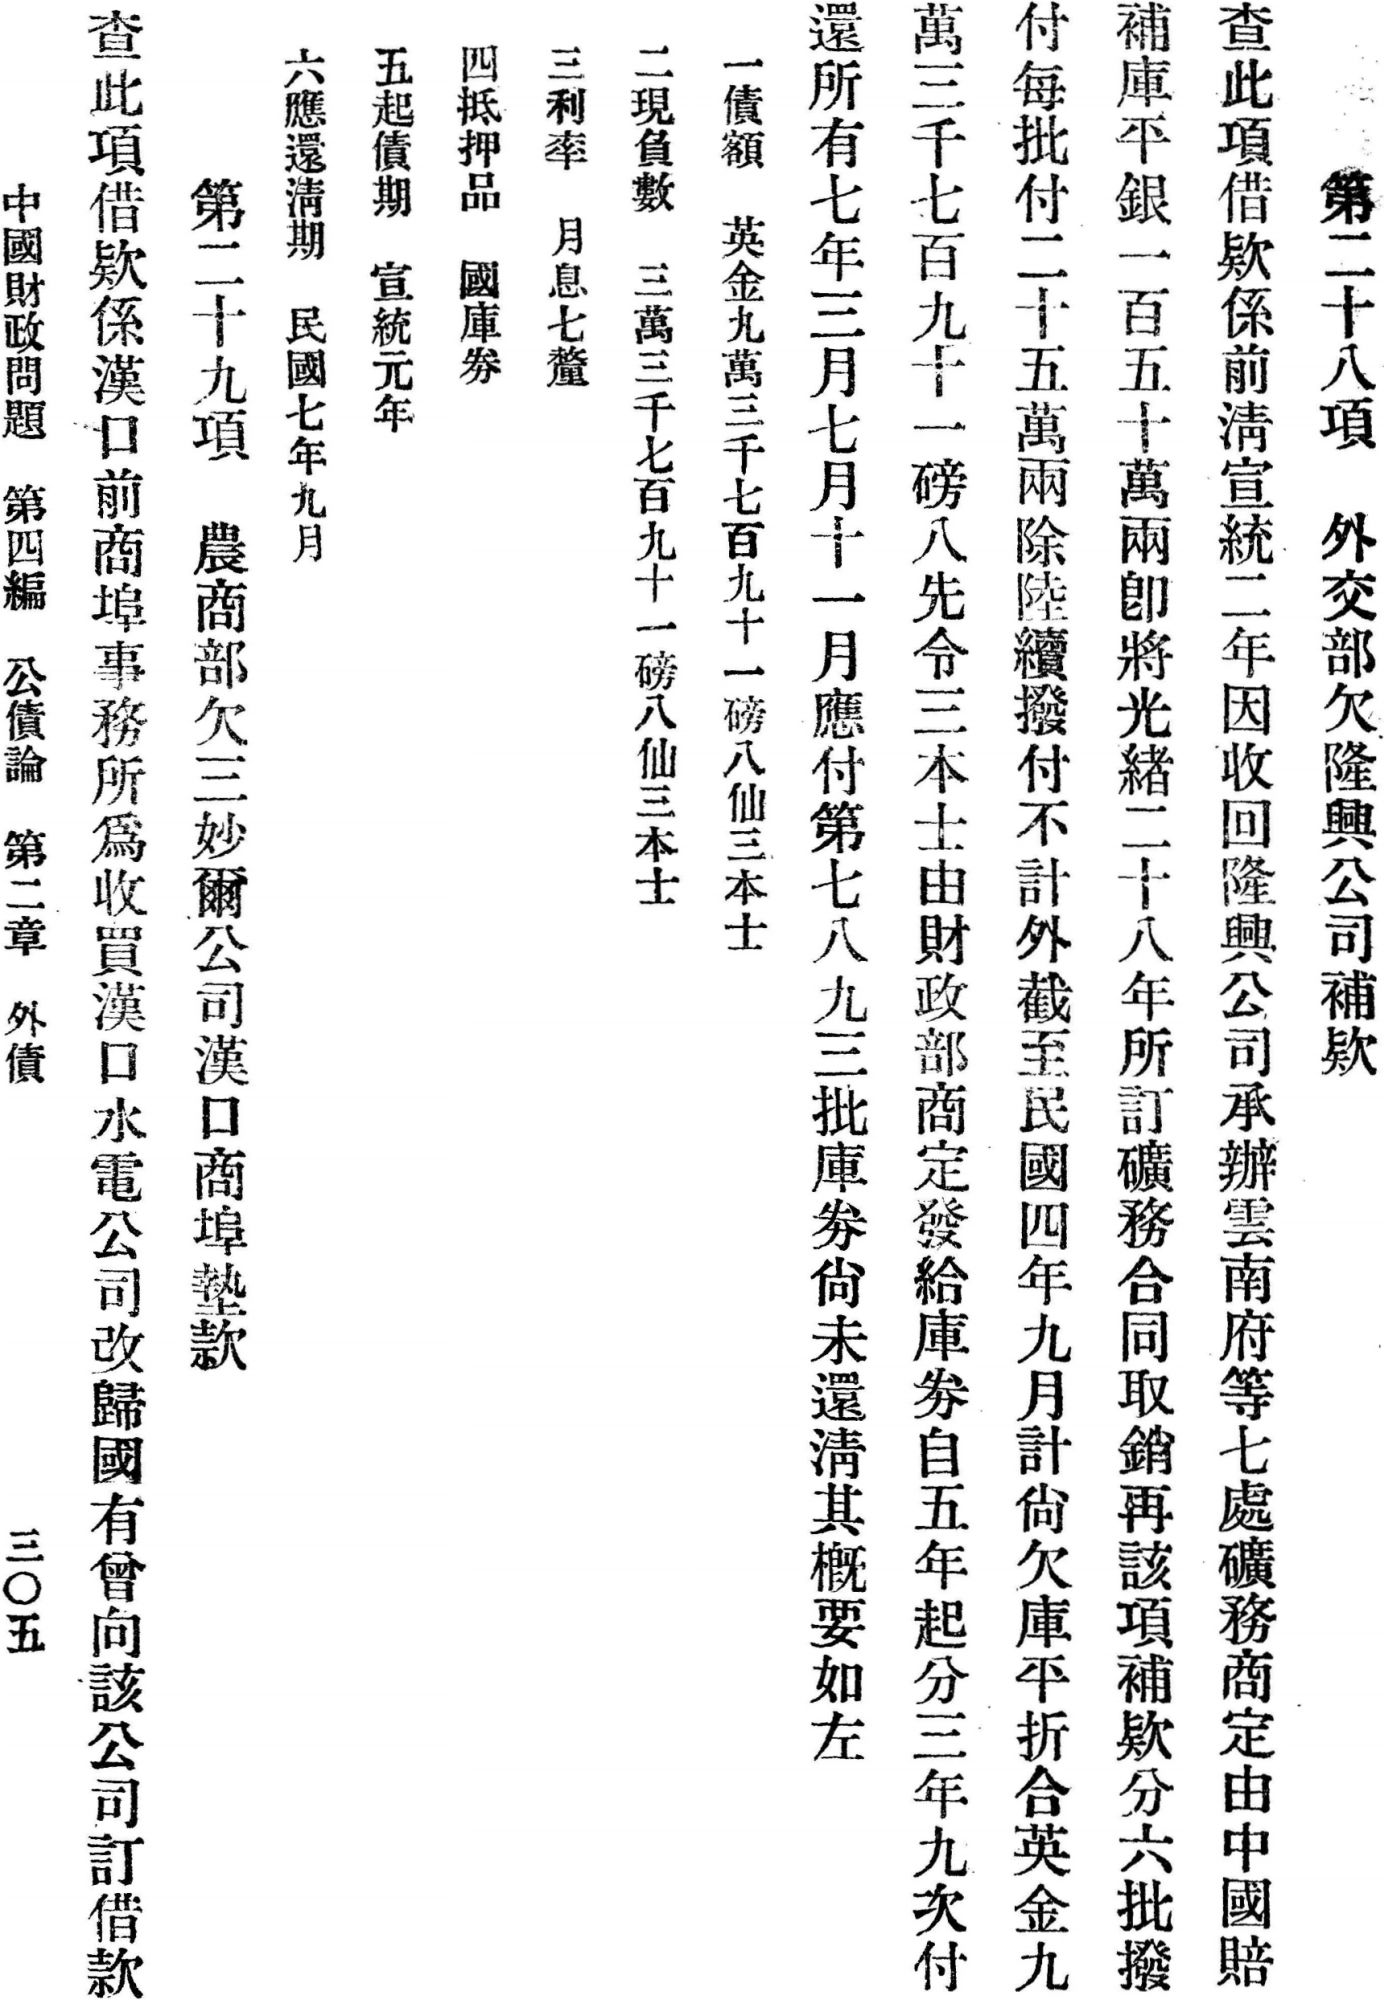 第二十八項　外交部欠隆興公司補欵
查此項借欵係前淸宣統二年因收回隆興公司承辦雲南府等七處礦務商定由中國賠
補庫平銀一百五十萬兩卽將光緒二十八年所訂礦務合同取銷再該項補欵分六批撥
付每批付二十五萬兩除陸續撥付不計外截至民國四年九月計尙欠庫平折合英金九
萬三千七百九十一磅八先令三本士由財政部商定發給庫券自五年起分三年九次付
還所有七年三月七月十一月應付第七八九三批庫券尙未還淸其槪要如左
一債額　英金九萬三千七百九十一磅八仙三本士
二現負數　三萬三千七百九十一磅八仙三本士
三利率　月息七釐
四抵押品　國庫券
五起債期　宣統元年
六應還淸期　民國七年九月
第二十九項　農商部欠三妙爾公司漢口商埠墊款
查此項借欵係漢口前商埠事務所爲收買漢口水電公司改歸國有曾向該公司訂借款
中國財政問題　第四編　公債論　第二章　外債　三〇五